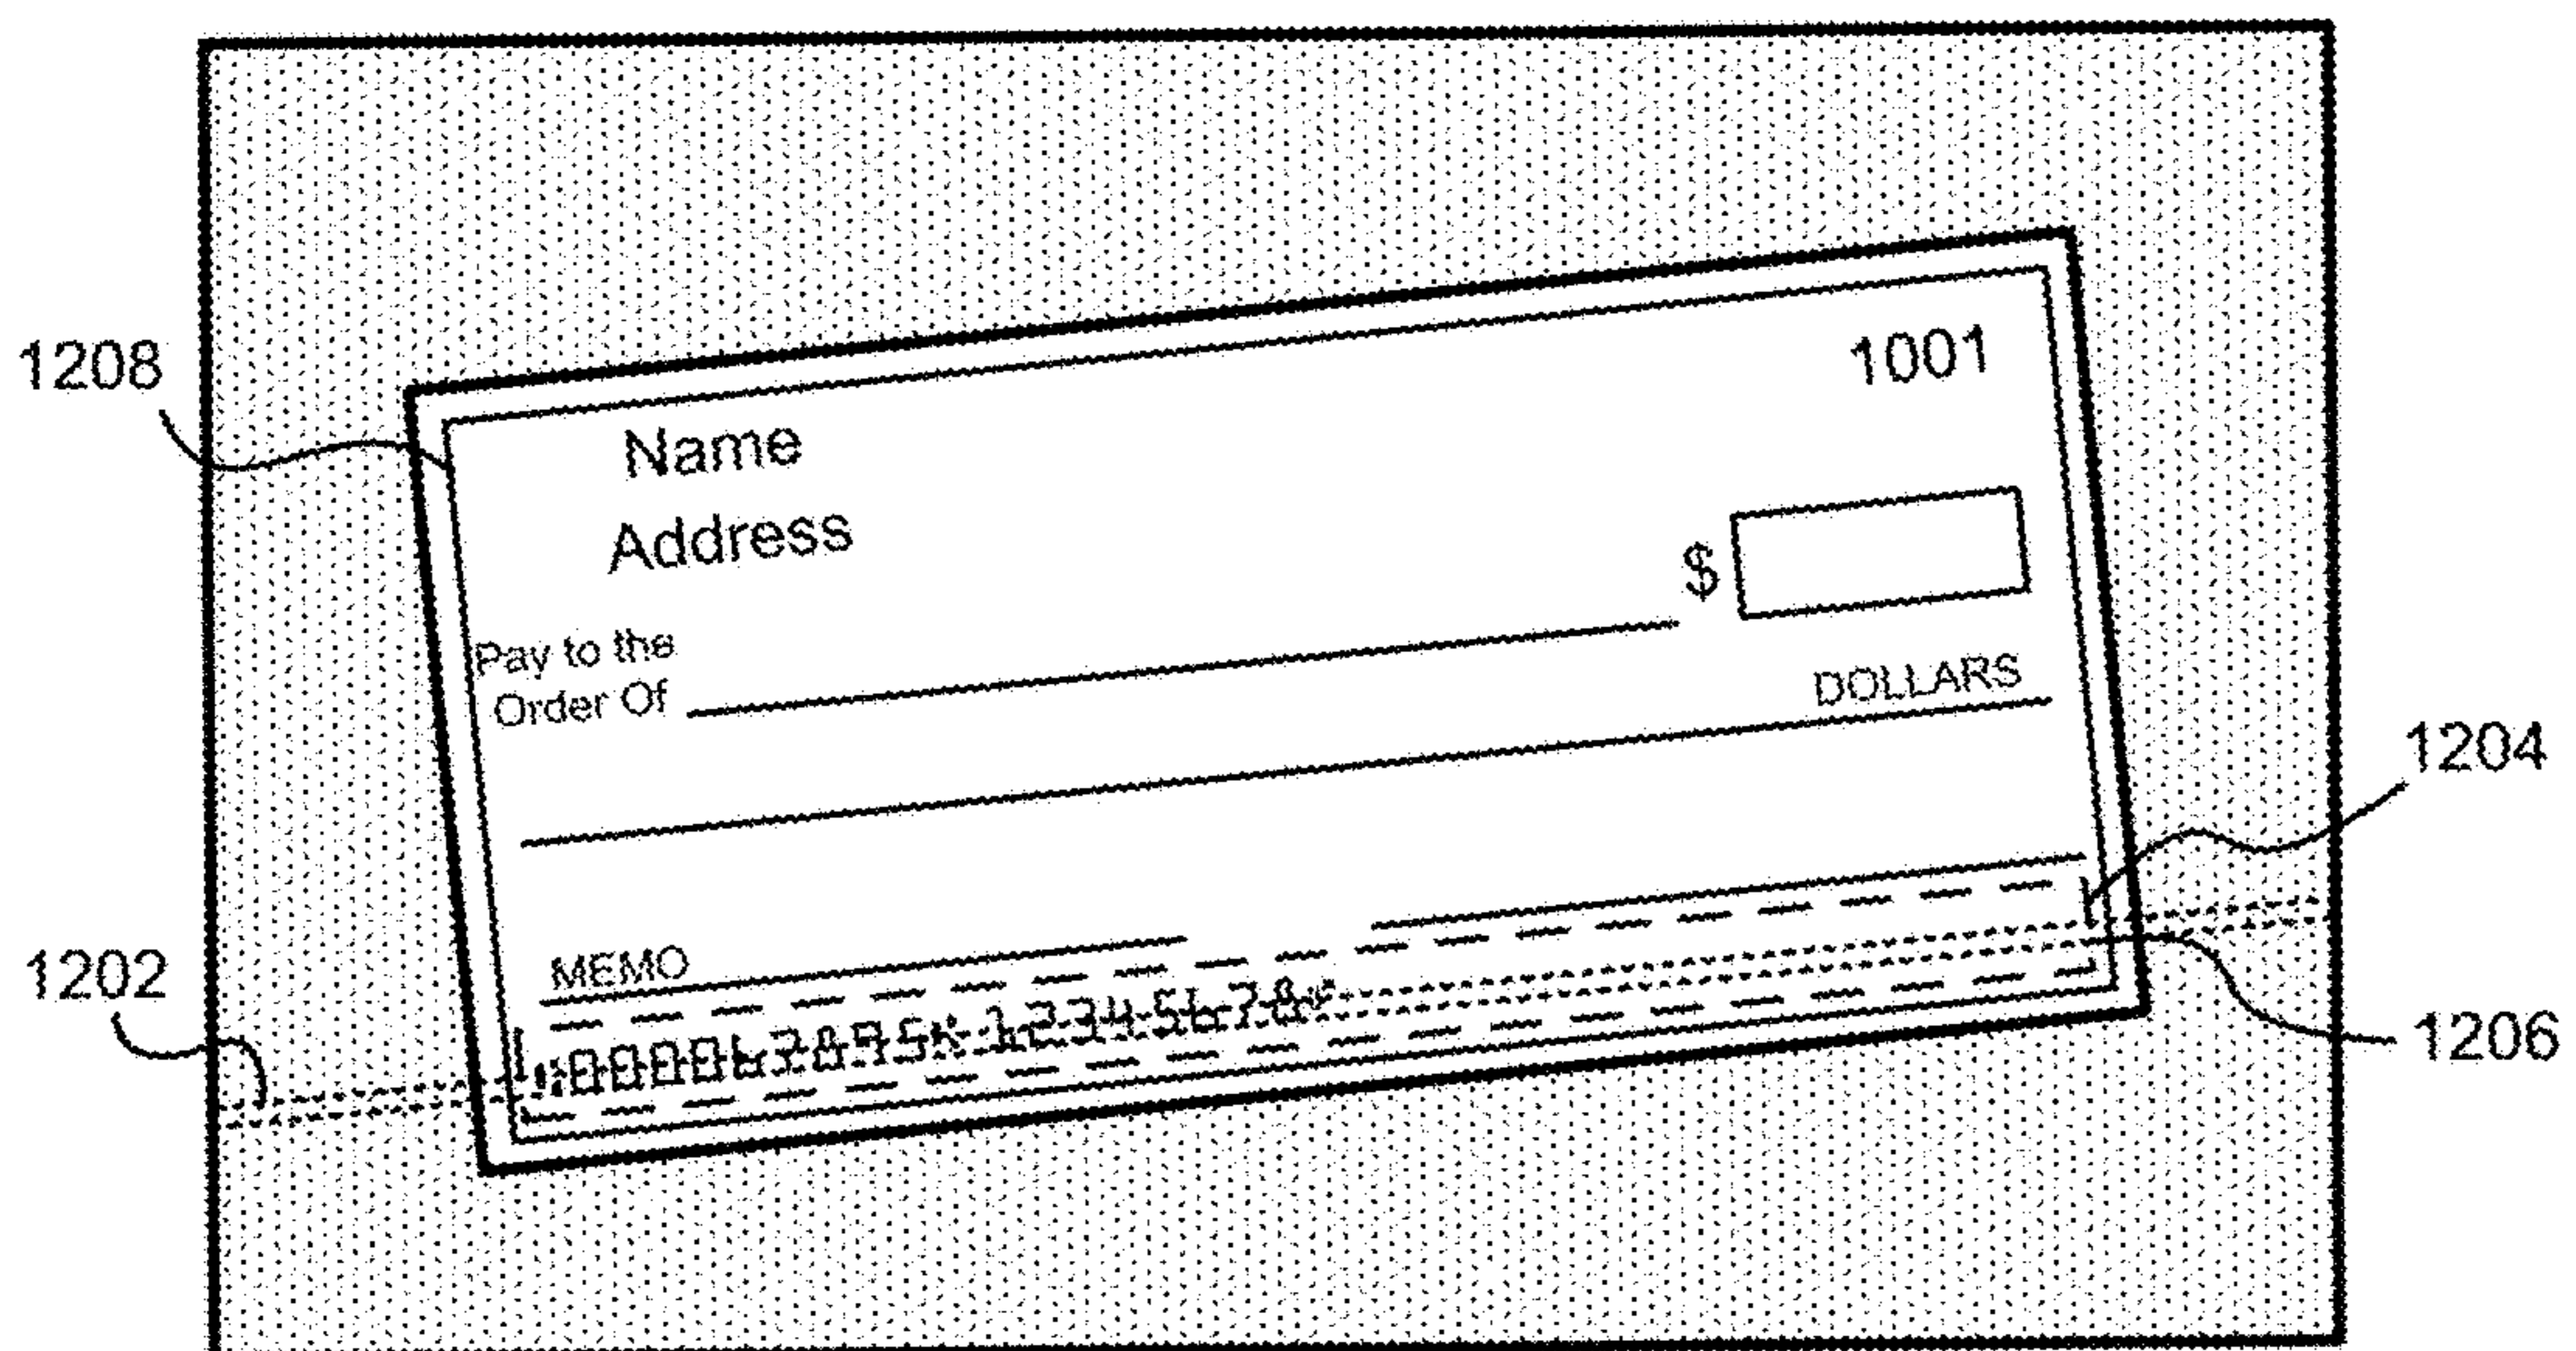 1208
1001
Name
Address
$
Pay to the
Order Of
DOLLARS
1204
MEMO
1202
1206